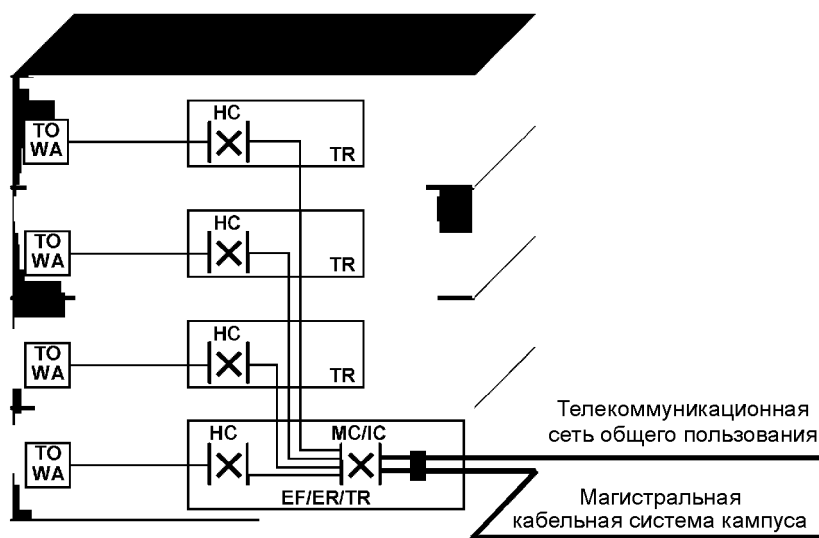 HC
TO
WA
TR
HC
TO
WA
TR
HC
TO
WA
TR
HC
MC/IC
TO
WA
EF/ER/TR
Телекоммуникационная
сеть общего пользования
Магистральная
кабельная система кампуса